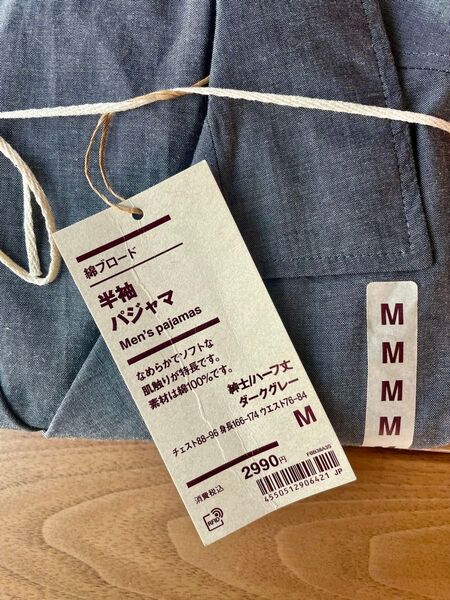 綿ブロード
半袖
パジャマ
Men's pajamas
なめらかでソフトな
肌触りが特長です。
素材は綿100%です。
紳士/ハーフ丈
ダークグレー
チェスト88-96 身長166-174 ウエスト76-84
M
FBB38A3S
2990円
消費税込
4550512906421 JP
RFID
M
M
M
M